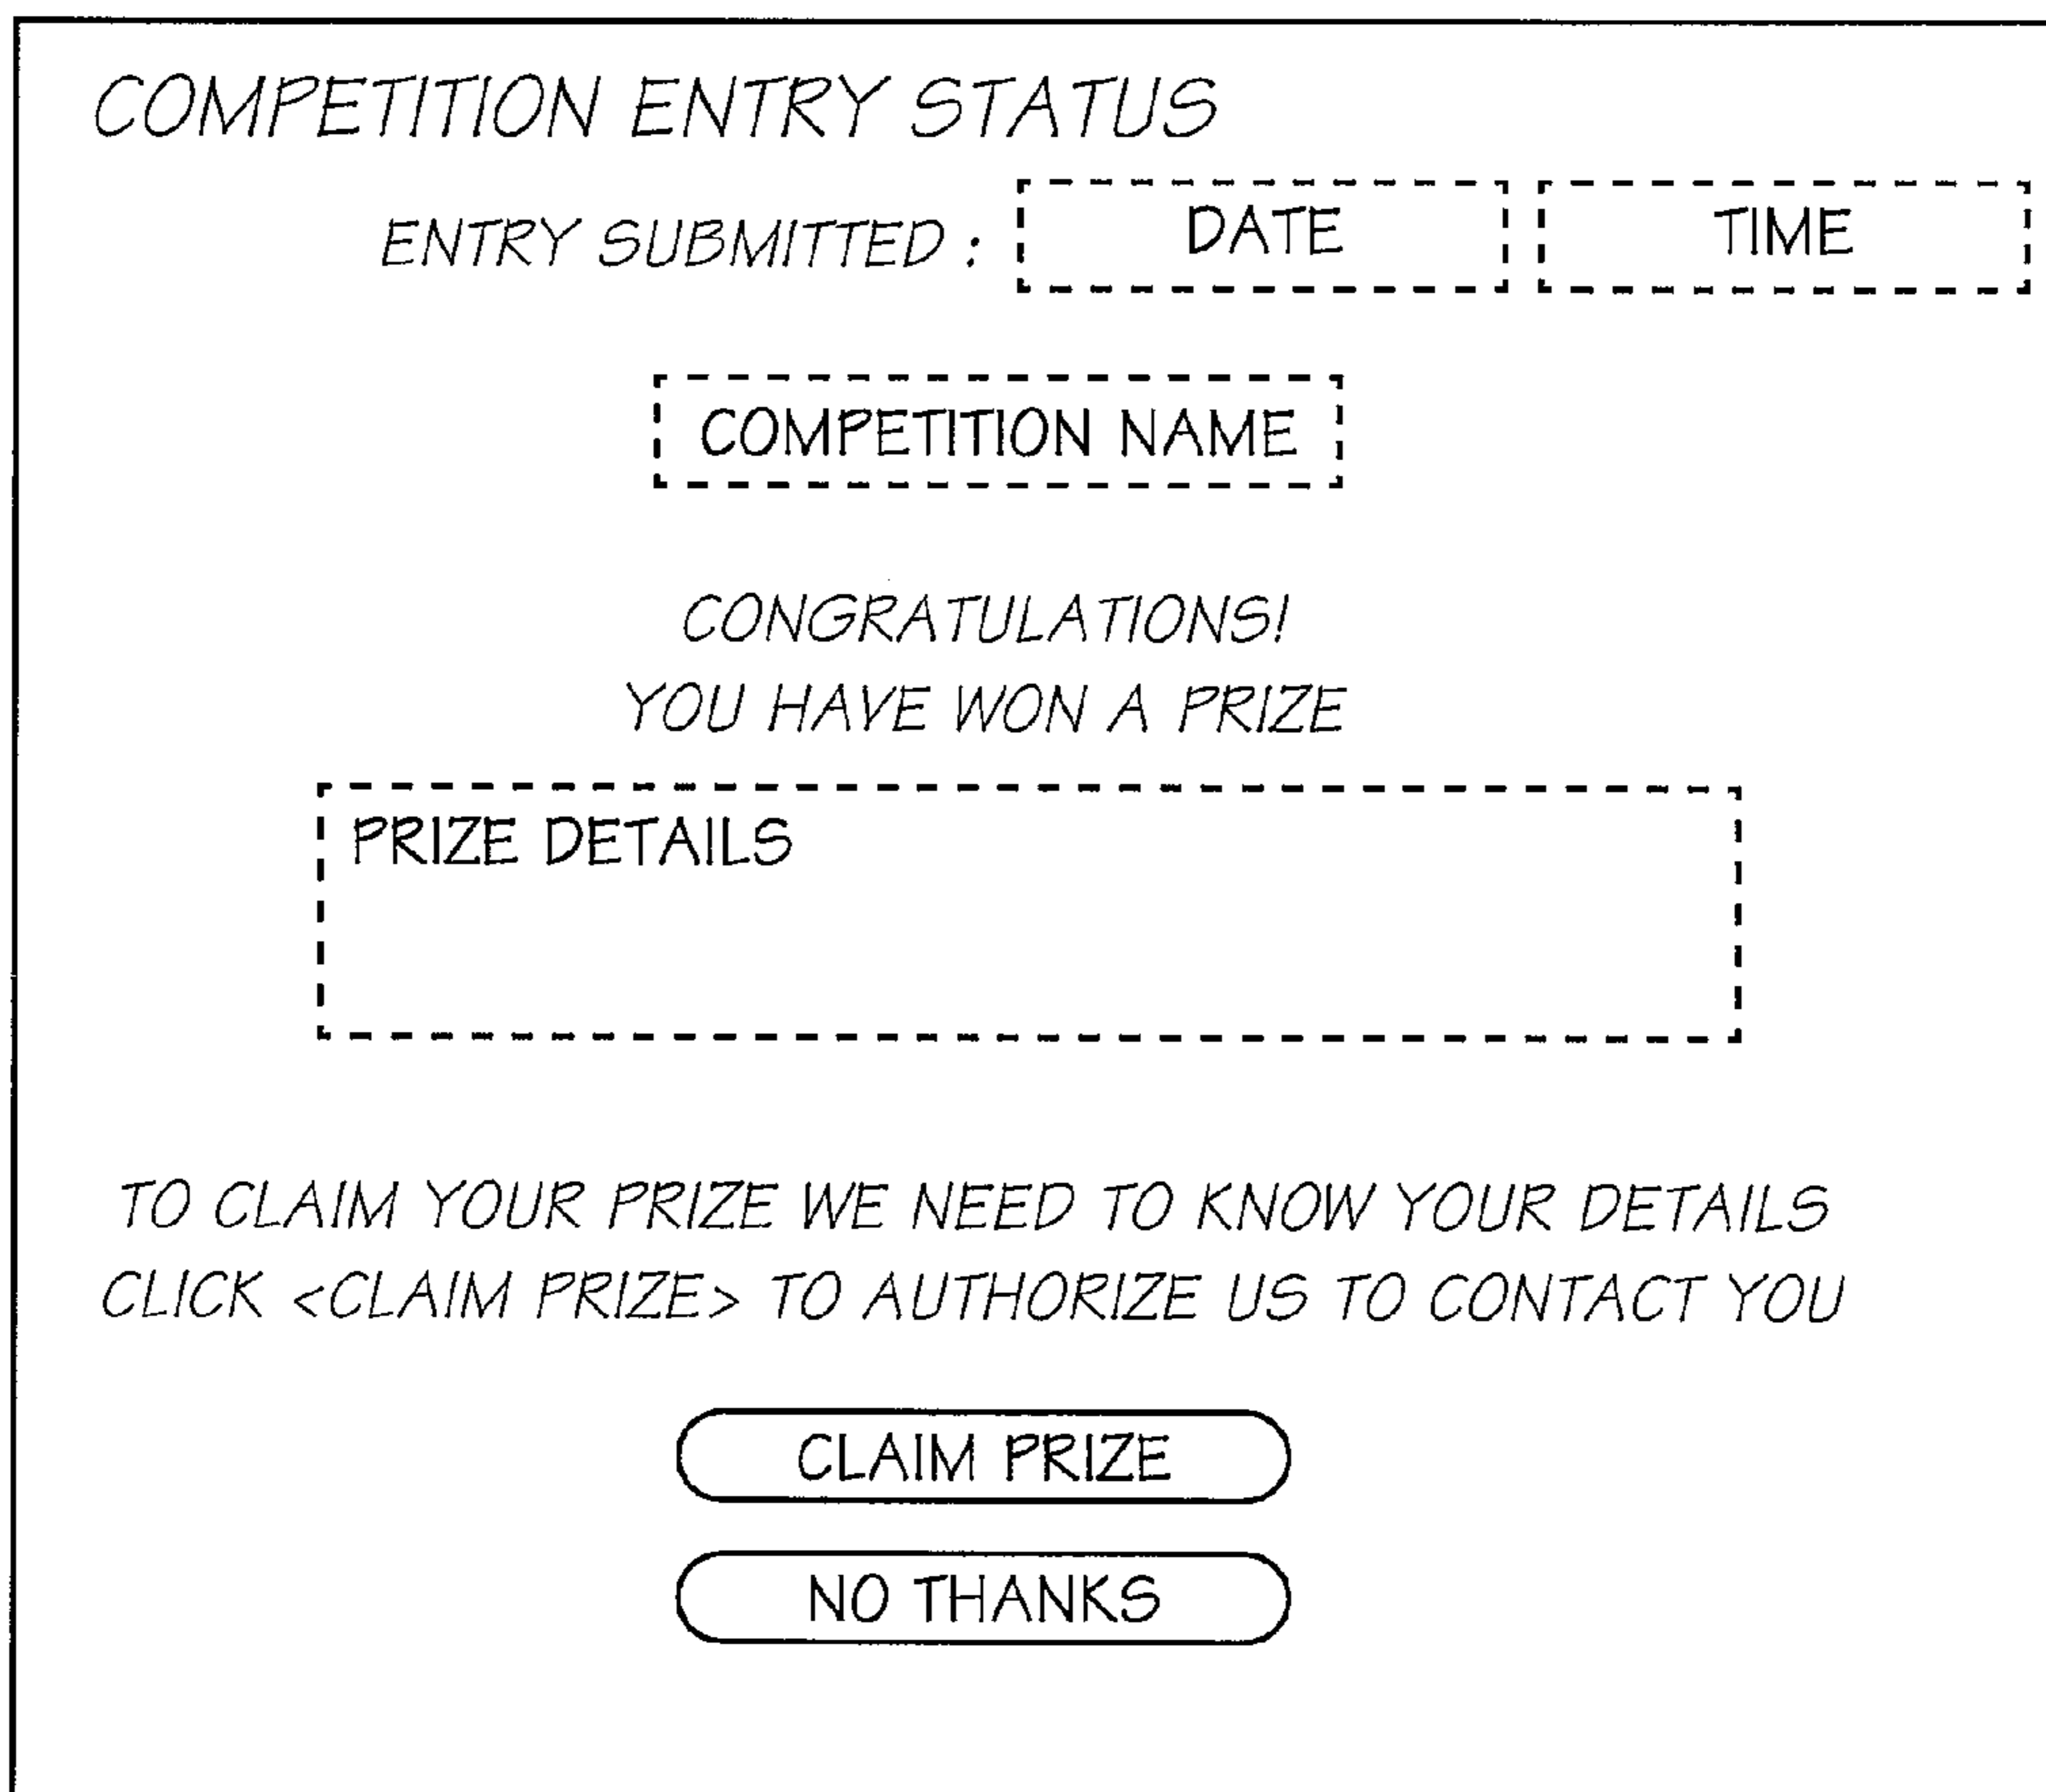 COMPETITION ENTRY STATUS
ENTRY SUBMITTED : DATE TIME
COMPETITION NAME
CONGRATULATIONS!
YOU HAVE WON A PRIZE
PRIZE DETAILS
TO CLAIM YOUR PRIZE WE NEED TO KNOW YOUR DETAILS
CLICK <CLAIM PRIZE> TO AUTHORIZE US TO CONTACT YOU
CLAIM PRIZE
NO THANKS